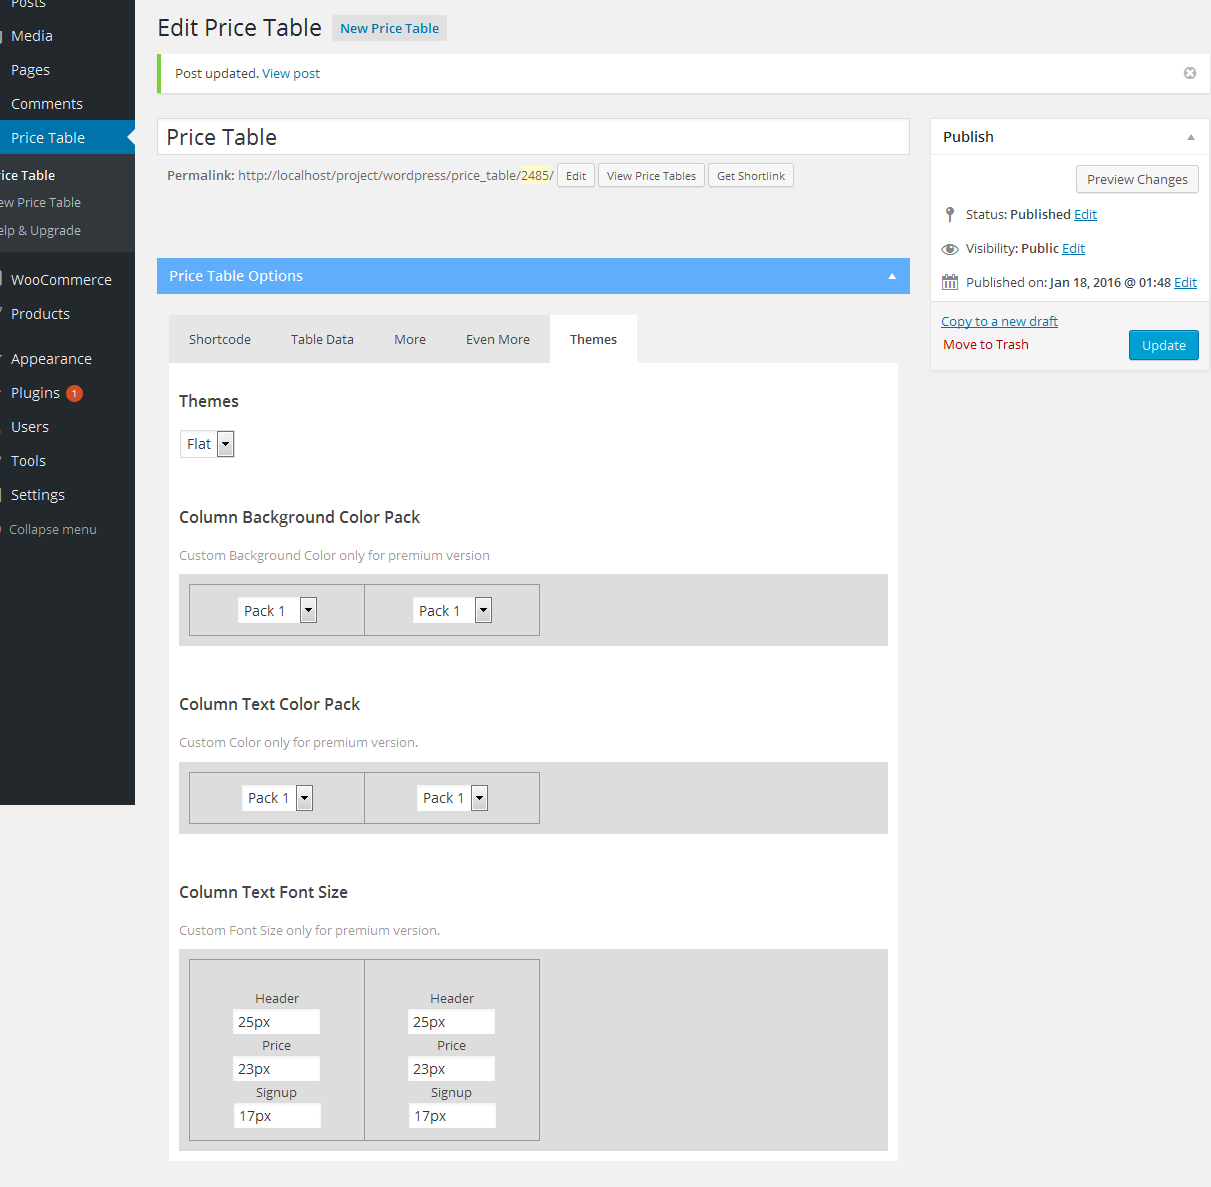 Posts
Media
Pages
Comments
Price Table
rice Table
ew Price Table
elp & Upgrade
WooCommerce
Products
Appearance
Plugins 1
Users
Tools
Settings
Collapse menu
Edit Price Table New Price Table
Post updated. View post
Price Table
Permalink: http://localhost/project/wordpress/price_table/2485/ Edit View Price Tables Get Shortlink
Price Table Options
Shortcode Table Data More Even More Themes
Themes
Flat
Column Background Color Pack
Custom Background Color only for premium version
Pack 1 Pack 1
Column Text Color Pack
Custom Color only for premium version.
Pack 1 Pack 1
Column Text Font Size
Custom Font Size only for premium version.
Header Header
25px 25px
Price Price
23px 23px
Signup Signup
17px 17px
Publish
Preview Changes
Status: Published Edit
Visibility: Public Edit
Published on: Jan 18, 2016 @ 01:48 Edit
Copy to a new draft
Move to Trash
Update